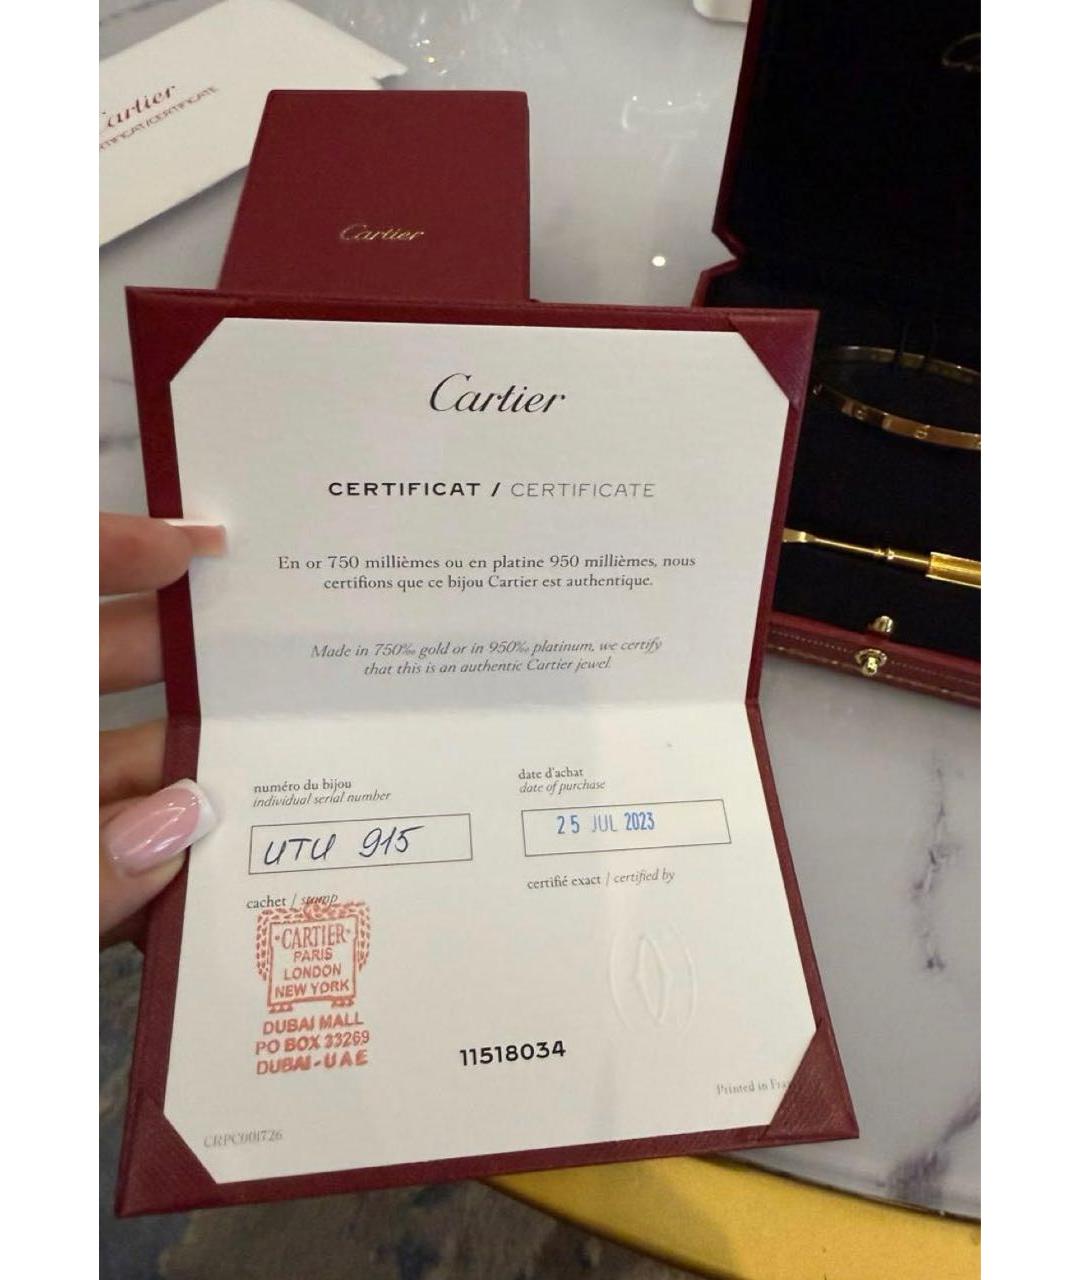 Cartier
CERTIFICATE
Cartier
Cartier
CERTIFICAT / CERTIFICATE
En or 750 millièmes ou en platine 950 millièmes, nous
certifions que ce bijou Cartier est authentique.
Made in 750‰ gold or in 950‰ platinum, we certify
that this is an authentic Cartier jewel.
numéro du bijou
individual serial number
UTU 915
date d'achat
date of purchase
25 JUL 2023
cachet / stamp
certifié exact / certified by
CARTIER
PARIS
LONDON
NEW YORK
DUBAI MALL
PO BOX 33269
DUBAI - UAE
11518034
Printed in
CRPC001726